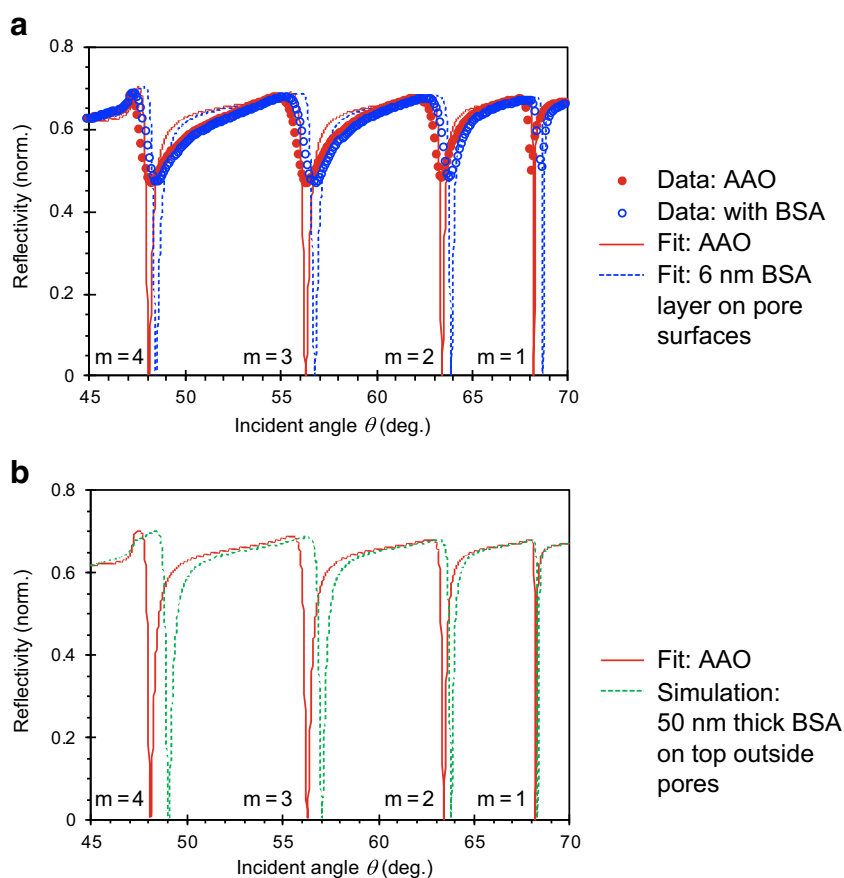 a
0.8
0.6
0.4
0.2
0
Reflectivity (norm.)
m = 4
m = 3
m = 2
m = 1
45
50
55
60
65
70
Incident angle θ (deg.)
Data: AAO
Data: with BSA
Fit: AAO
Fit: 6 nm BSA
layer on pore
surfaces
b
0.8
0.6
0.4
0.2
0
Reflectivity (norm.)
m = 4
m = 3
m = 2
m = 1
45
50
55
60
65
70
Incident angle θ (deg.)
Fit: AAO
Simulation:
50 nm thick BSA
on top outside
pores